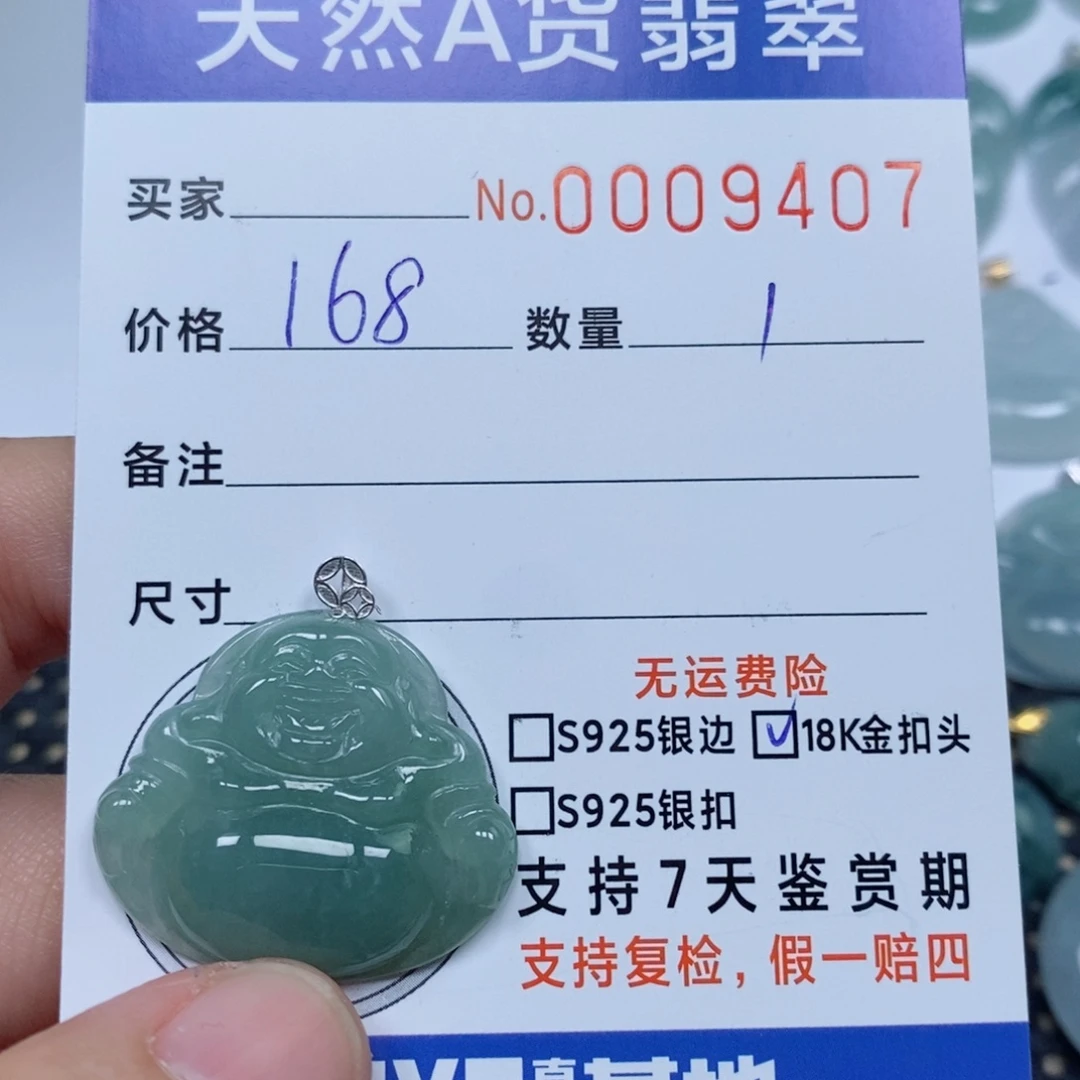 天然A货翡翠
买家 No.0009407
价格 168 数量 1
备注
尺寸
无运费险
S925银边 18K金扣头
S925银扣
支持7天鉴赏期
支持复检，假一赔四
基地